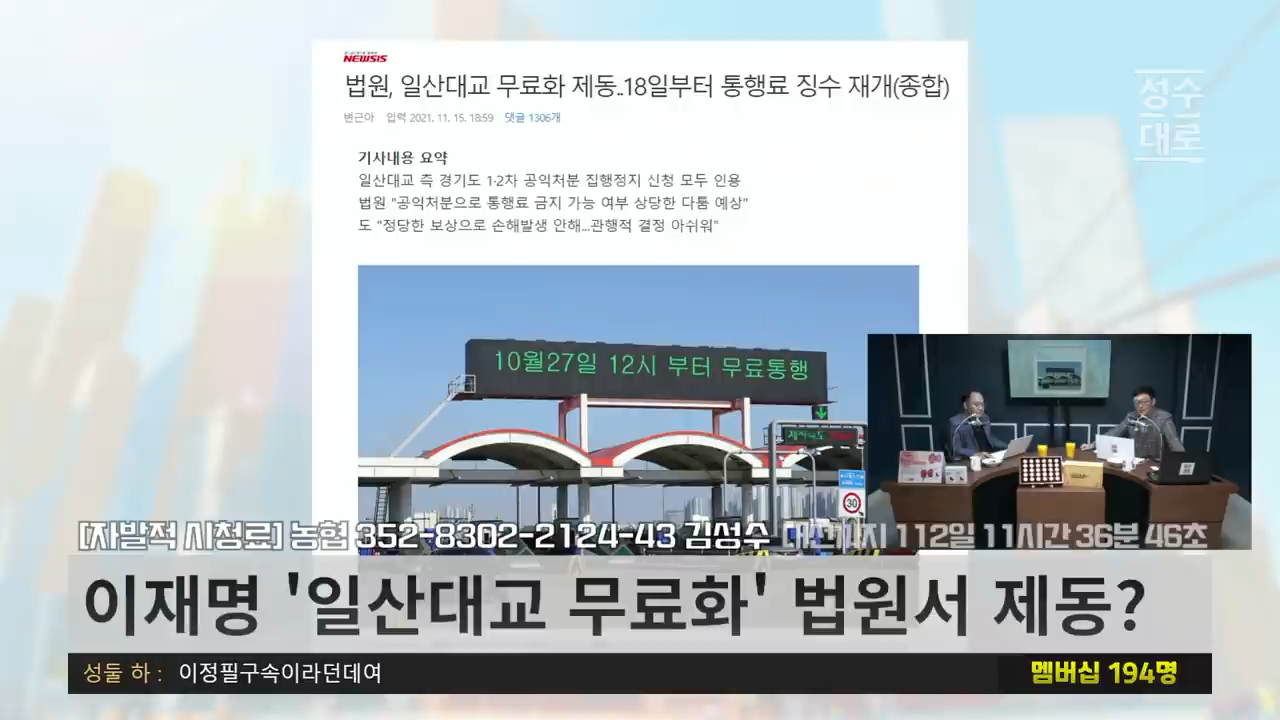 NEWSIS
법원, 일산대교 무료화 제동..18일부터 통행료 징수 재개(종합)
변근아 입력 2021. 11. 15. 18:59 댓글 1306개
성수
대로
기사내용 요약
일산대교 측 경기도 1·2차 공익처분 집행정지 신청 모두 인용
법원 "공익처분으로 통행료 금지 가능 여부 상당한 다툼 예상"
도 "정당한 보상으로 손해발생 안해...관행적 결정 아쉬워"
10월27일 12시 부터 무료통행
30
[자발적 시청료] 농협 352-8302-2124-43 김성수 대선까지 112일 11시간 36분 46초
이재명 '일산대교 무료화' 법원서 제동?
성둘 하 : 이정필구속이라던데여
멤버십 194명